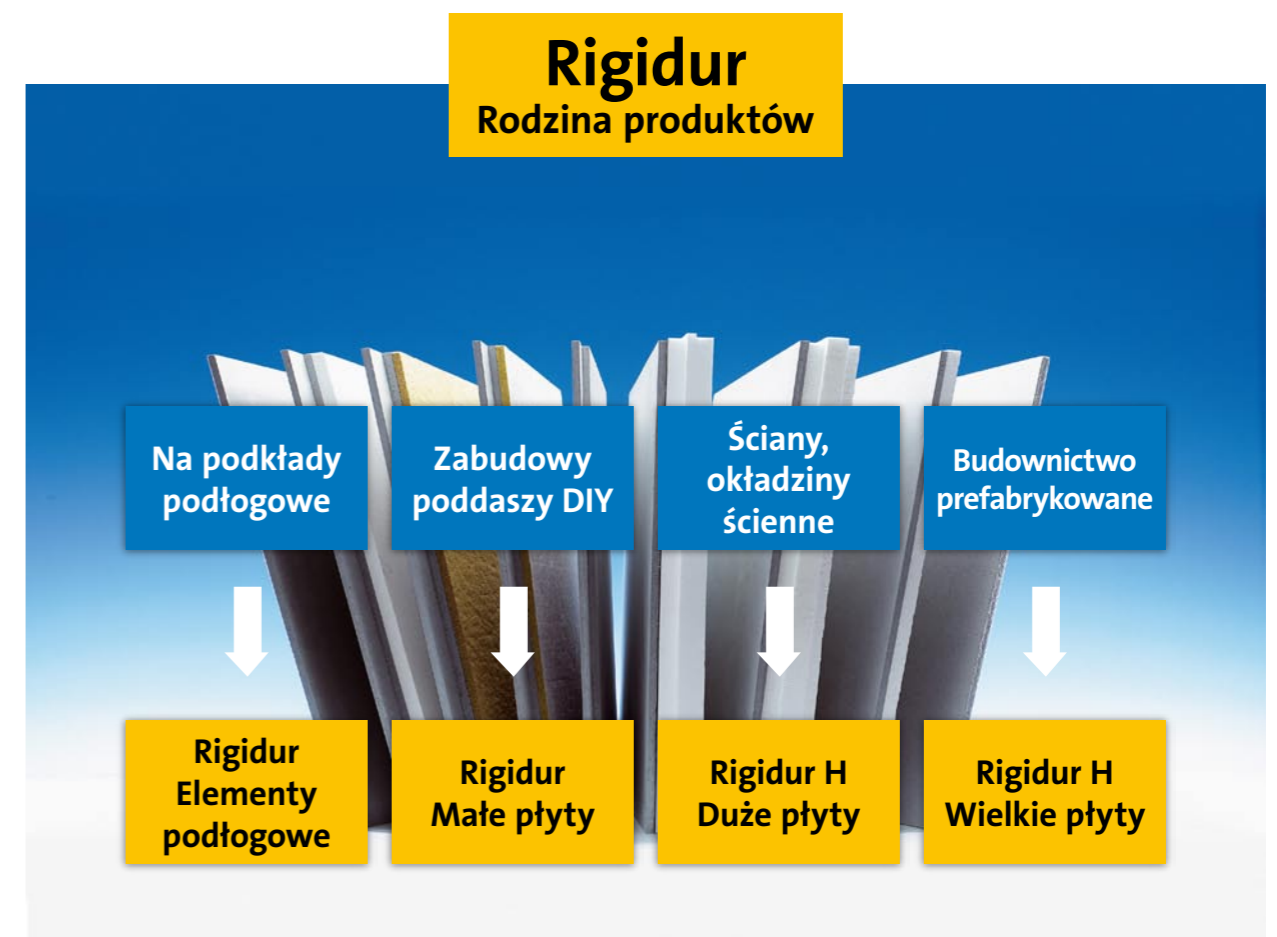 Rigidur
Rodzina produktów
Na podkłady
podłogowe
Zabudowy
poddaszy DIY
Ściany,
okładziny
ścienne
Budownictwo
prefabrykowane
Rigidur
Elementy
podłogowe
Rigidur
Małe płyty
Rigidur H
Duże płyty
Rigidur H
Wielkie płyty